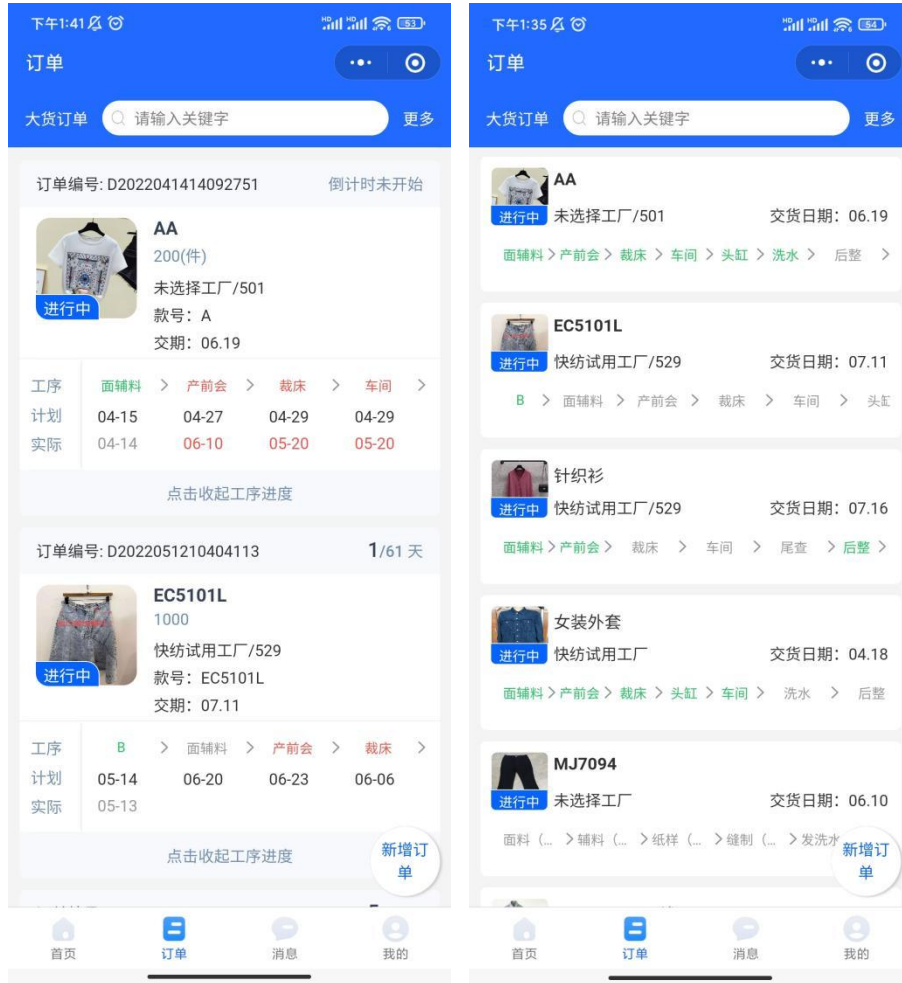 下午1:41
HD HD 53
订单
大货订单 请输入关键字 更多
订单编号: D2022041414092751 倒计时未开始
AA
200(件)
未选择工厂/501
款号：A
交期：06.19
进行中
工序 面辅料 > 产前会 > 裁床 > 车间 >
计划 04-15 04-27 04-29 04-29
实际 04-14 06-10 05-20 05-20
点击收起工序进度
订单编号: D2022051210404113 1/61 天
EC5101L
1000
快纺试用工厂/529
款号：EC5101L
交期：07.11
进行中
工序 B > 面辅料 > 产前会 > 裁床 >
计划 05-14 06-20 06-23 06-06
实际 05-13
点击收起工序进度
新增订
单
首页 订单 消息 我的
下午1:35
HD HD 54
订单
大货订单 请输入关键字 更多
AA
进行中 未选择工厂/501 交货日期：06.19
面辅料 > 产前会 > 裁床 > 车间 > 头缸 > 洗水 > 后整 >
EC5101L
进行中 快纺试用工厂/529 交货日期：07.11
B > 面辅料 > 产前会 > 裁床 > 车间 > 头缸
针织衫
进行中 快纺试用工厂/529 交货日期：07.16
面辅料 > 产前会 > 裁床 > 车间 > 尾查 > 后整 >
女装外套
进行中 快纺试用工厂 交货日期：04.18
面辅料 > 产前会 > 裁床 > 头缸 > 车间 > 洗水 > 后整
MJ7094
进行中 未选择工厂 交货日期：06.10
面料（... > 辅料（... > 纸样（... > 缝制（... > 发洗水
新增订
单
首页 订单 消息 我的